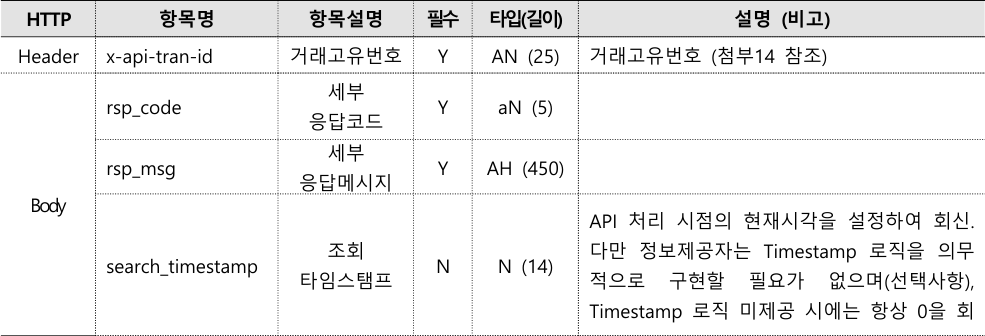 HTTP 항목명 항목설명 필수 타입(길이) 설명 (비고)
Header x-api-tran-id 거래고유번호 Y AN (25) 거래고유번호 (첨부14 참조)
Body
rsp_code 세부 응답코드 Y aN (5)
rsp_msg 세부 응답메시지 Y AH (450)
search_timestamp 조회 타임스탬프 N N (14)
API 처리 시점의 현재시각을 설정하여 회신.
다만 정보제공자는 Timestamp 로직을 의무
적으로 구현할 필요가 없으며(선택사항),
Timestamp 로직 미제공 시에는 항상 0을 회